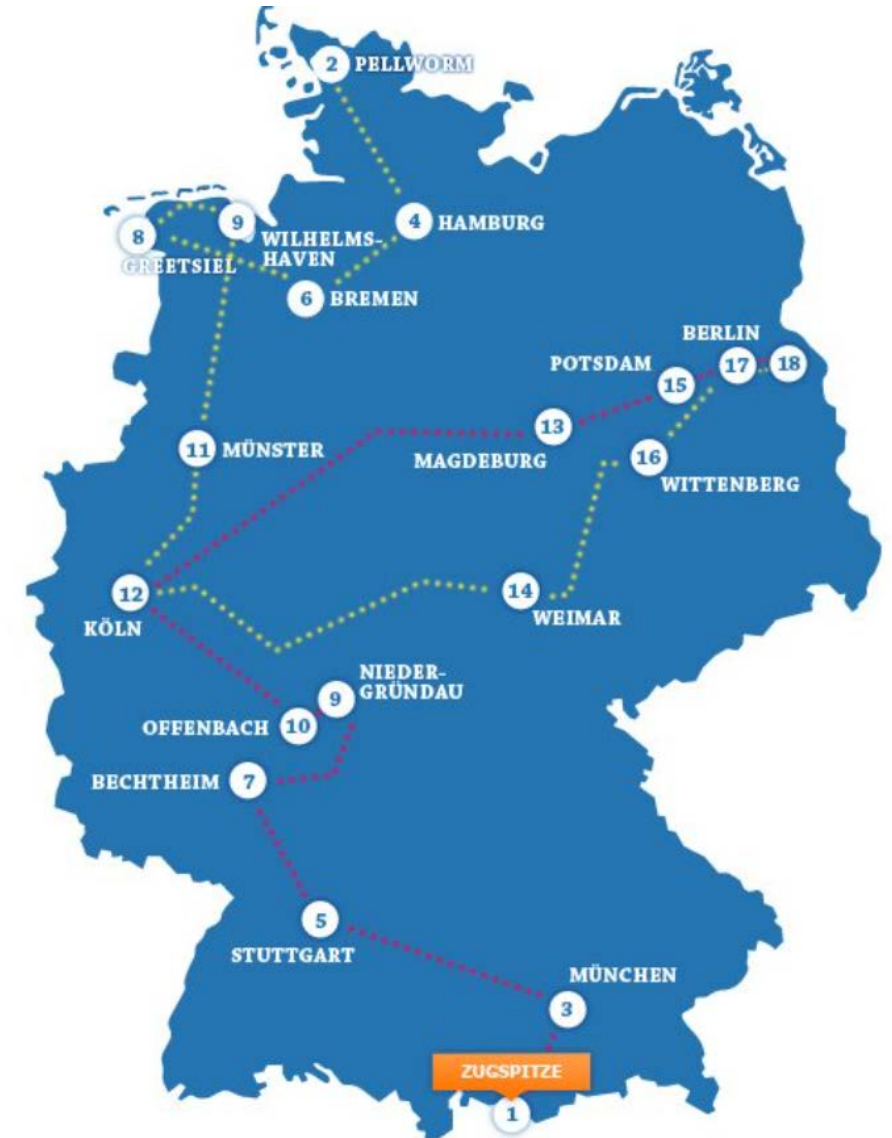 2 PELLWORM
4 HAMBURG
9 WILHELMS-
HAVEN
8
GREETSIEL
6 BREMEN
BERLIN
17
18
POTSDAM
15
13
MAGDEBURG
11 MÜNSTER
16
WITTENBERG
12
KÖLN
14
WEIMAR
NIEDER-
GRÜNDAU
9
OFFENBACH 10
BECHTHEIM 7
5
STUTTGART
MÜNCHEN
3
ZUGSPITZE
1